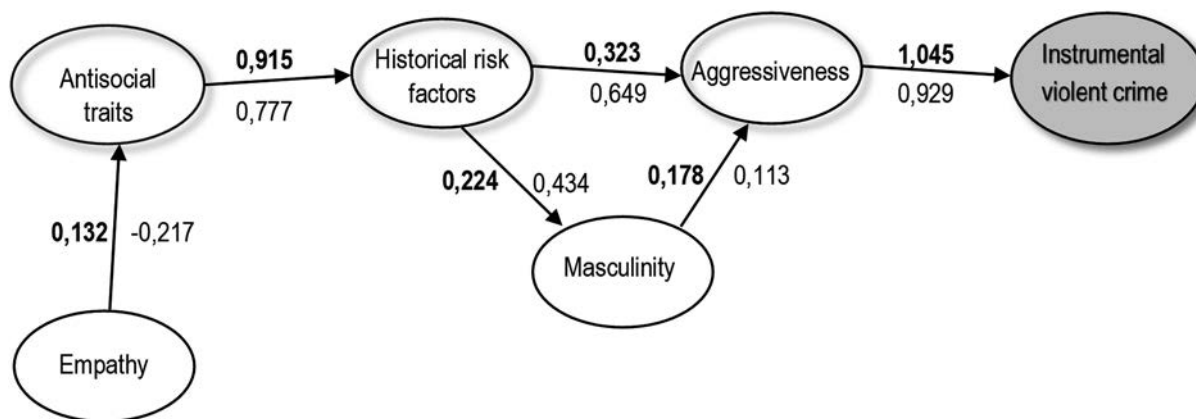 Antisocial
traits
0,915
0,777
Historical risk
factors
0,323
0,649
Aggressiveness
1,045
0,929
Instrumental
violent crime
0,224 0,434
0,178 0,113
0,132 -0,217
Masculinity
Empathy